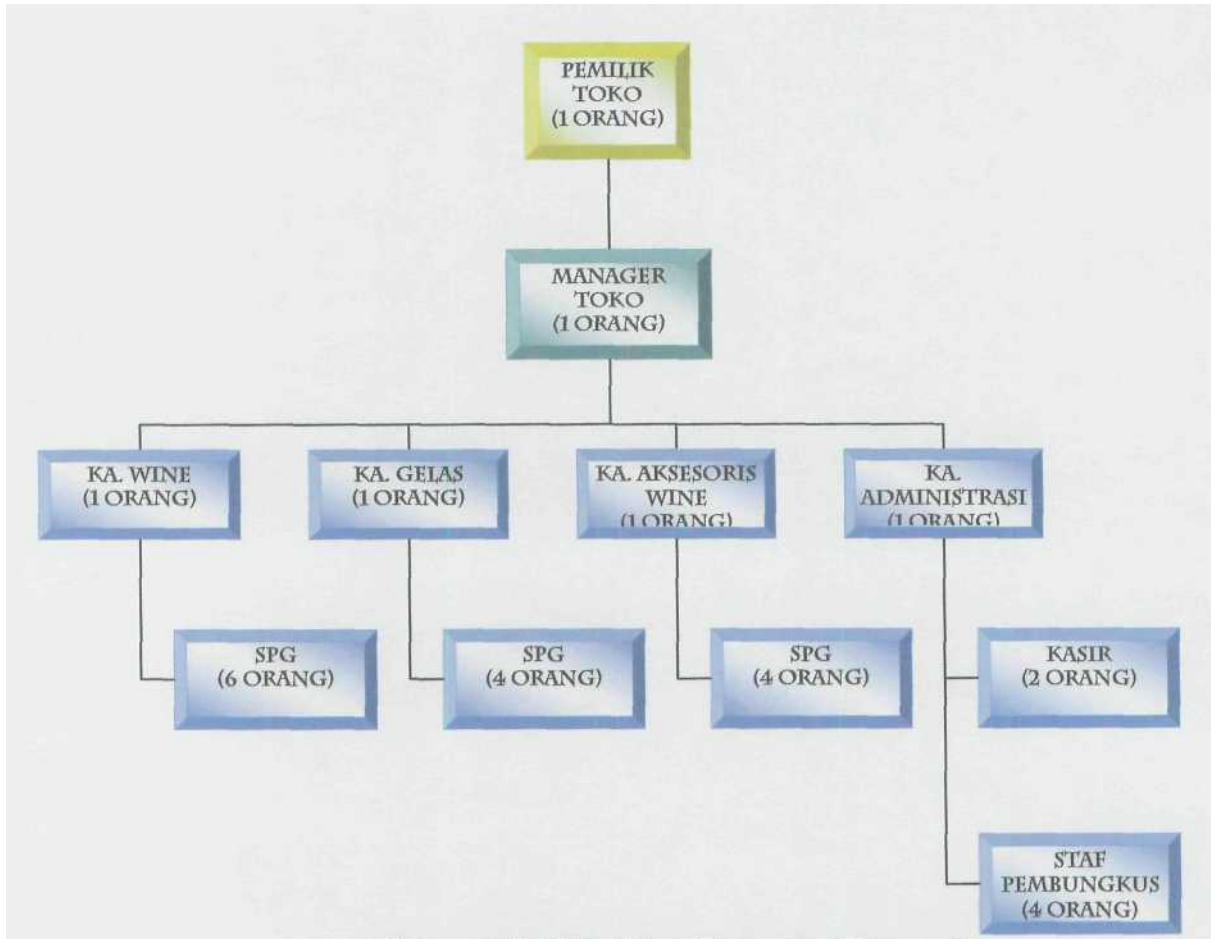 PEMILIK
TOKO
(1 ORANG)
MANAGER
TOKO
(1 ORANG)
KA. WINE
(1 ORANG)
KA. GELAS
(1 ORANG)
KA. AKSESORIS
WINE
(1 ORANG)
KA.
ADMINISTRASI
(1 ORANG)
SPG
(6 ORANG)
SPG
(4 ORANG)
SPG
(4 ORANG)
KASIR
(2 ORANG)
STAF
PEMBUNGKUS
(4 ORANG)